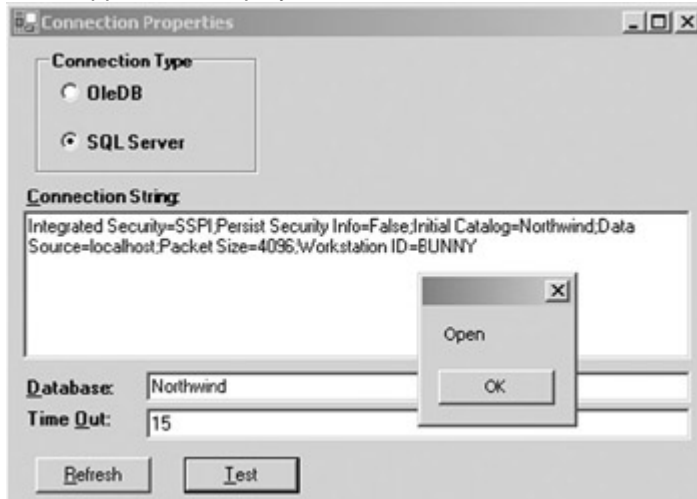 Connection Properties
Connection Type
OleDB
SQL Server
Connection String:
Integrated Security=SSPI;Persist Security Info=False;Initial Catalog=Northwind;Data
Source=localhost;Packet Size=4096;Workstation ID=BUNNY
Open
OK
Database: Northwind
Time Out: 15
Refresh Test